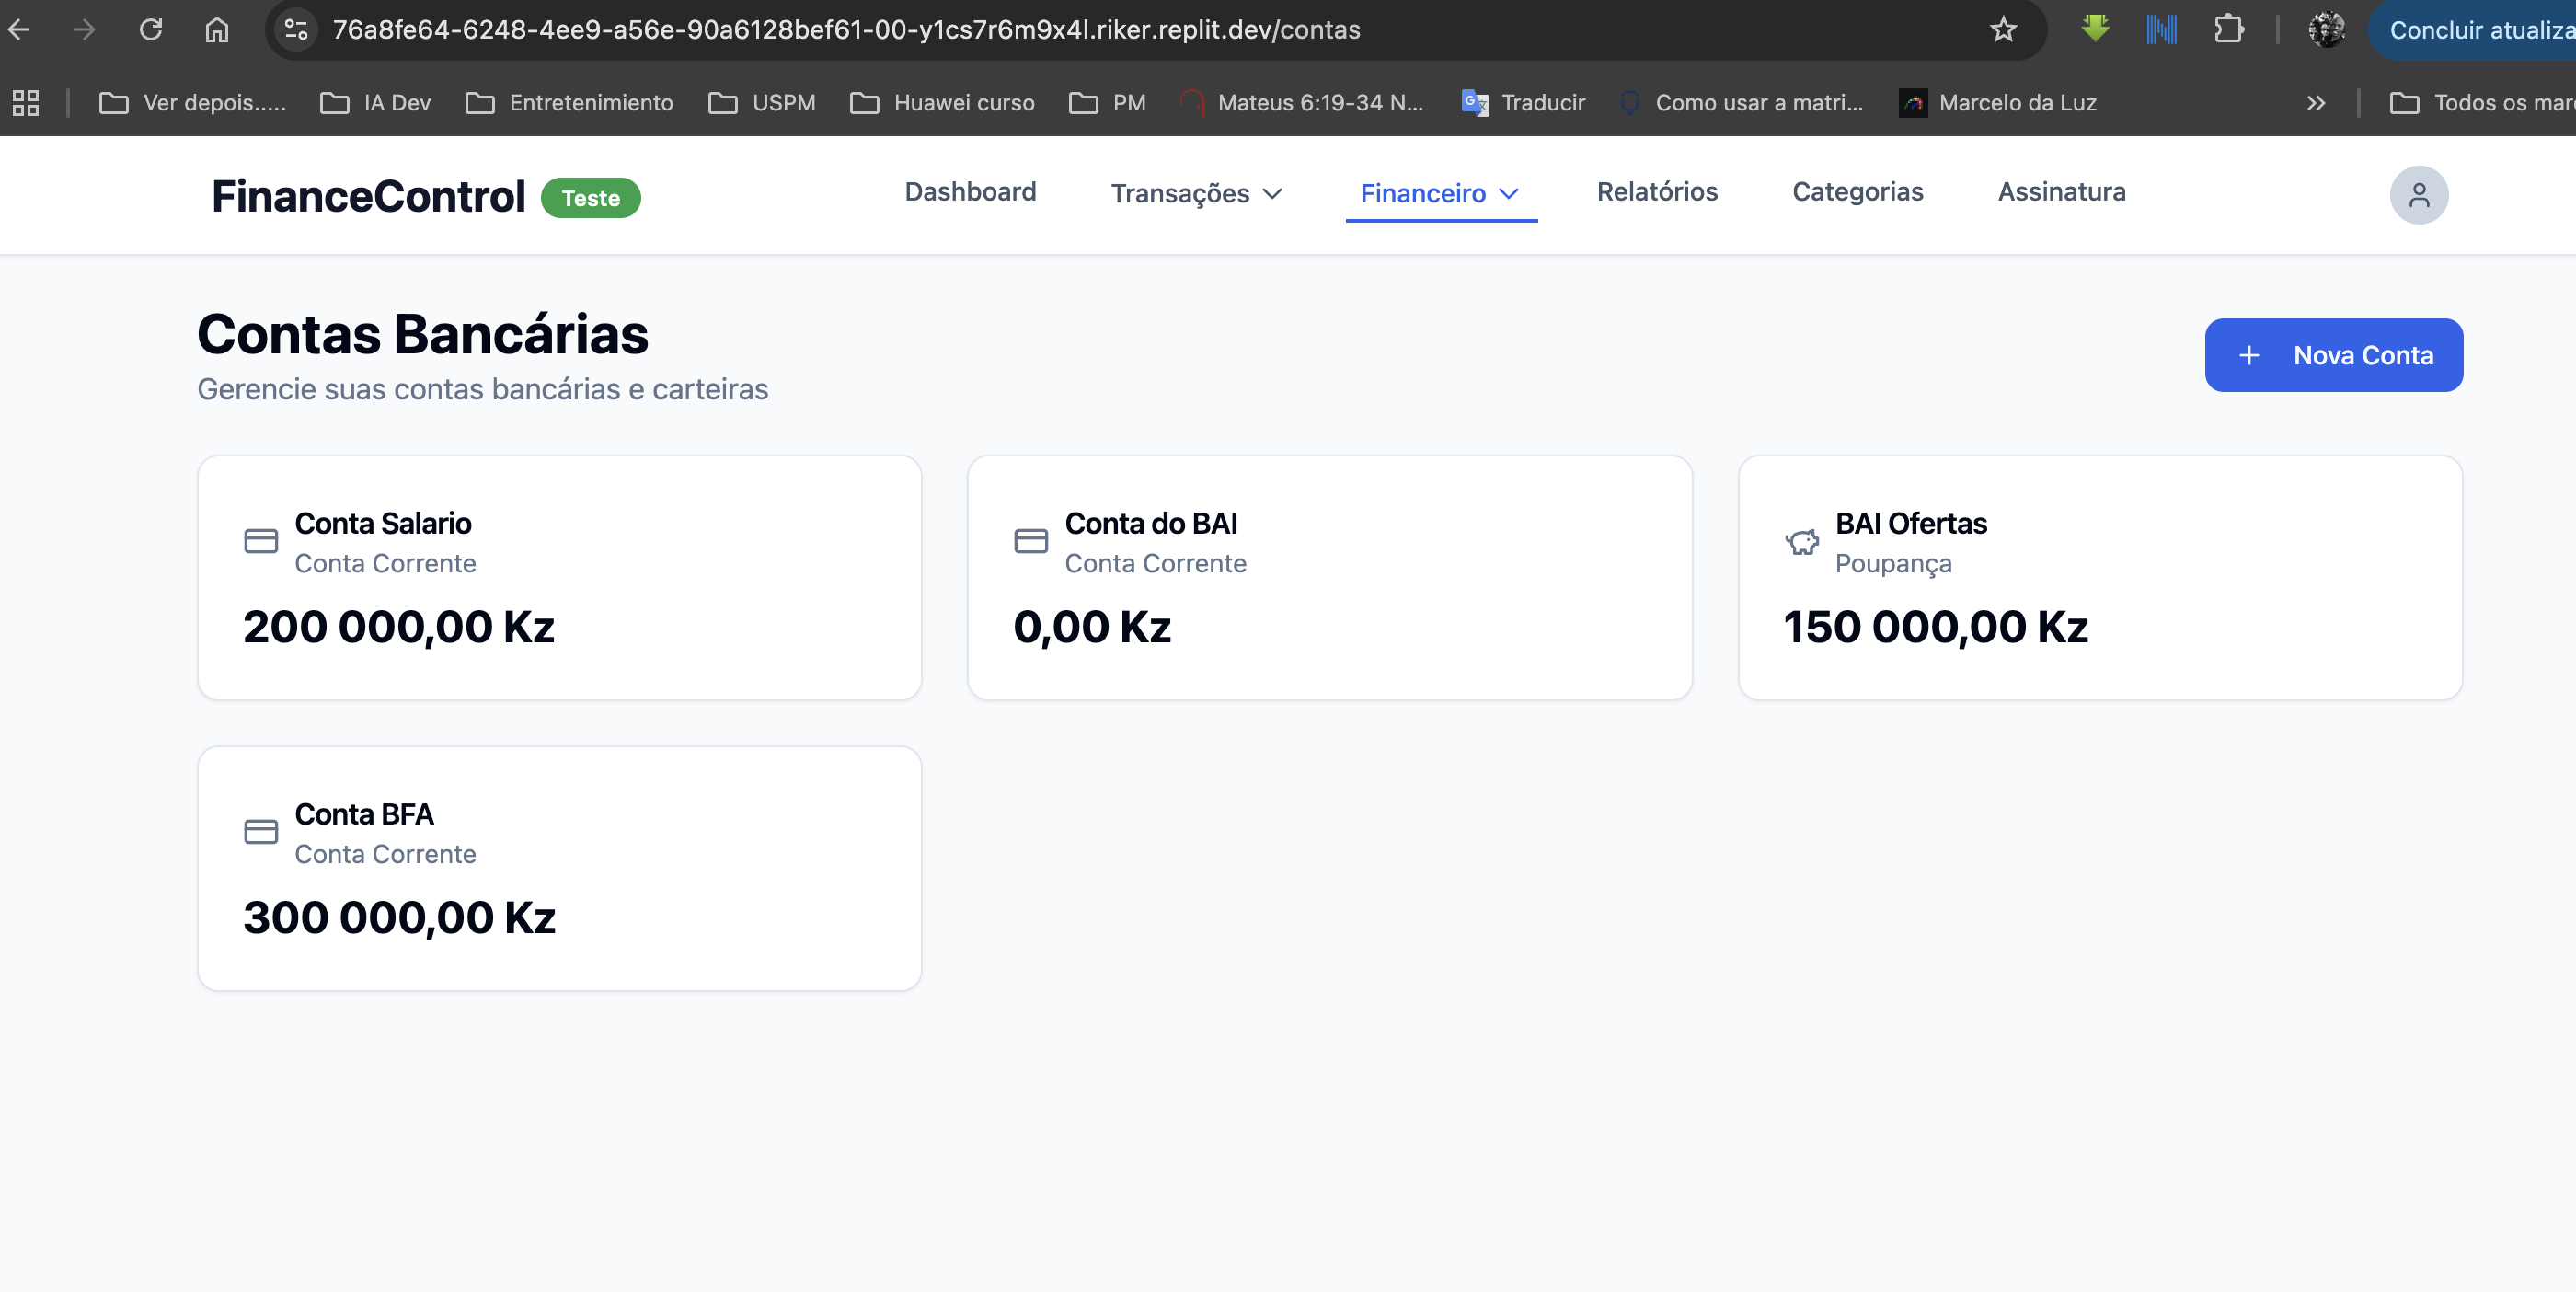 76a8fe64-6248-4ee9-a56e-90a6128bef61-00-y1cs7r6m9x4l.riker.replit.dev/contas
Concluir atualiza
Ver depois.....
IA Dev
Entretenimiento
USPM
Huawei curso
PM
Mateus 6:19-34 N...
Traducir
Como usar a matri...
Marcelo da Luz
Todos os mar
FinanceControl
Teste
Dashboard
Transações
Financeiro
Relatórios
Categorias
Assinatura
Contas Bancárias
Gerencie suas contas bancárias e carteiras
+ Nova Conta
Conta Salario
Conta Corrente
200 000,00 Kz
Conta do BAI
Conta Corrente
0,00 Kz
BAI Ofertas
Poupança
150 000,00 Kz
Conta BFA
Conta Corrente
300 000,00 Kz